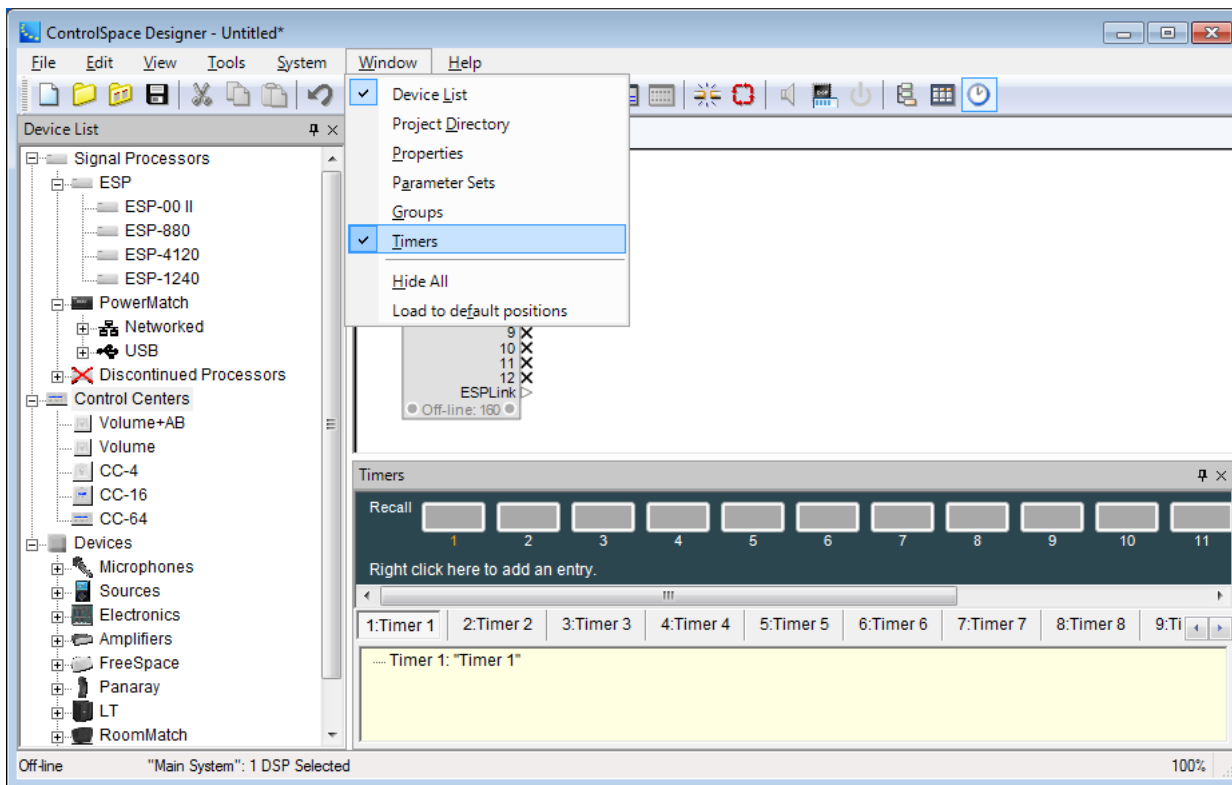 ControlSpace Designer - Untitled*
File Edit View Tools System Window Help
Device List
Project Directory
Properties
Parameter Sets
Groups
Timers
Hide All
Load to default positions
Device List
Signal Processors
ESP
ESP-00 II
ESP-880
ESP-4120
ESP-1240
PowerMatch
Networked
USB
Discontinued Processors
Control Centers
Volume+AB
Volume
CC-4
CC-16
CC-64
Devices
Microphones
Sources
Electronics
Amplifiers
FreeSpace
Panaray
LT
RoomMatch
9
10
11
12
ESPLink
Off-line: 160
Timers
Recall
1 2 3 4 5 6 7 8 9 10 11
Right click here to add an entry.
1:Timer 1 2:Timer 2 3:Timer 3 4:Timer 4 5:Timer 5 6:Timer 6 7:Timer 7 8:Timer 8 9:Ti
Timer 1: "Timer 1"
Off-line "Main System": 1 DSP Selected 100%